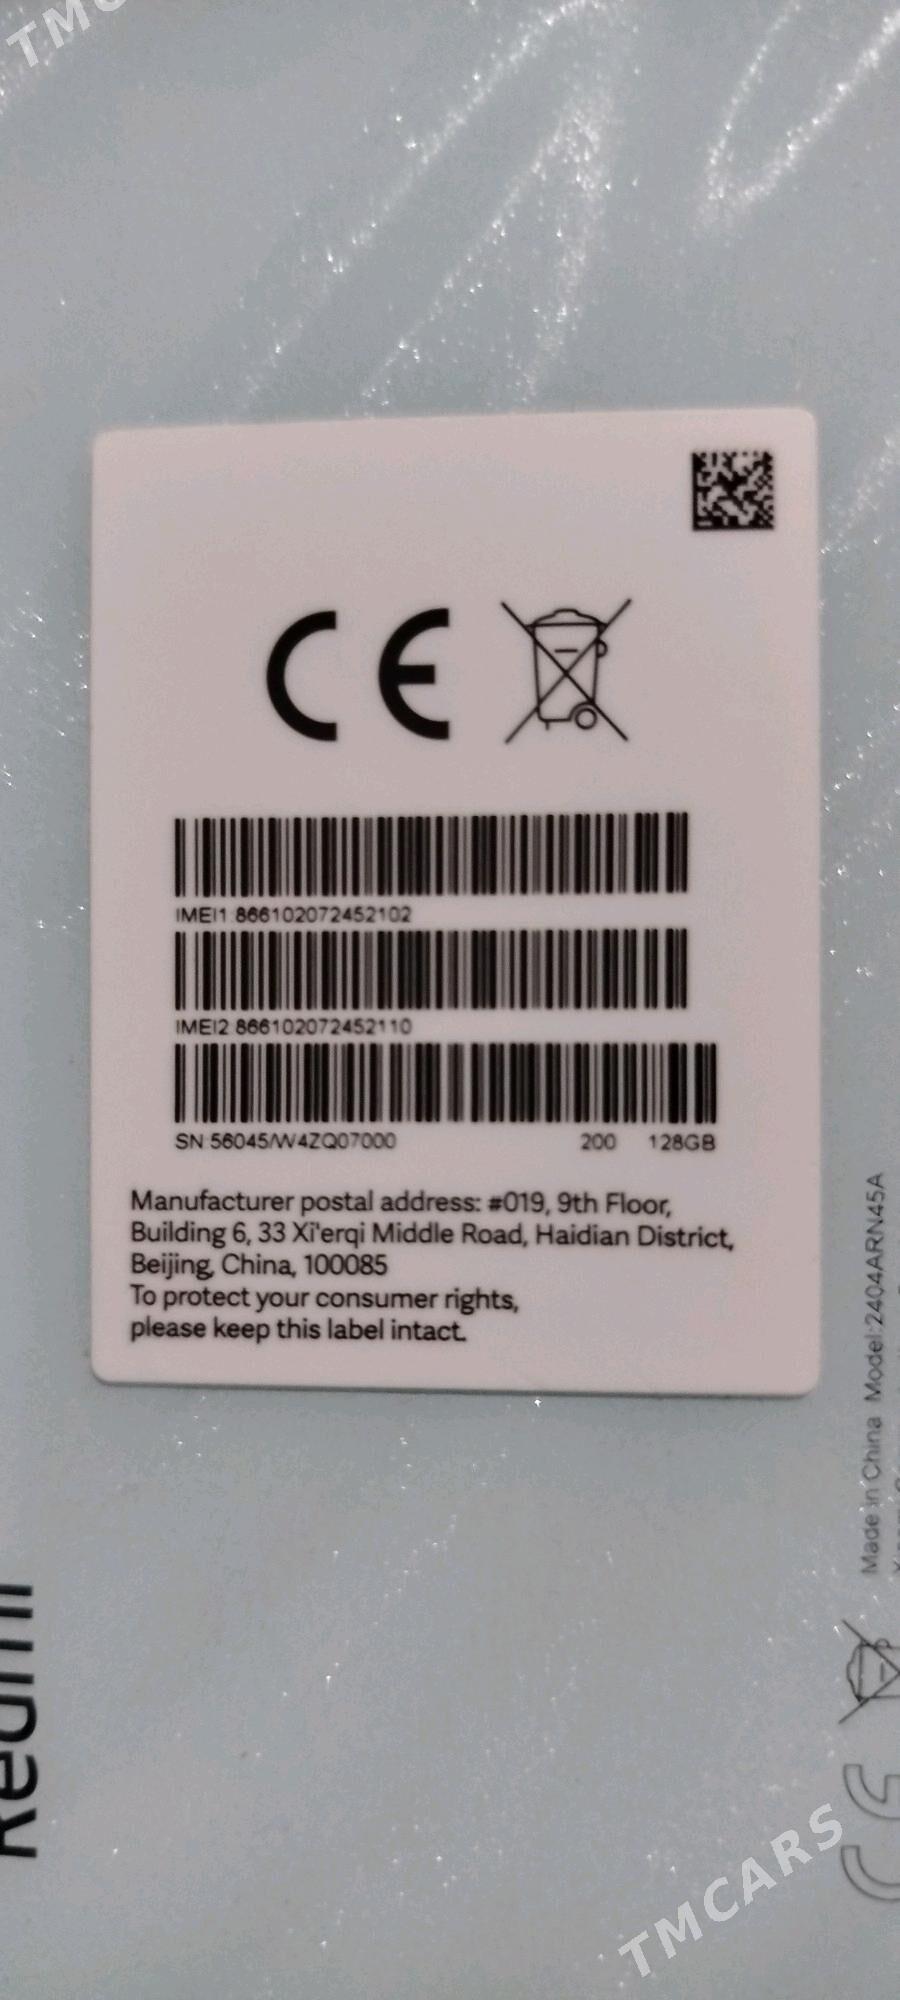 TMC
CE
IMEI1 866102072452102
IMEI2 866102072452110
SN:56045/W4ZQ07000 200 128GB
Manufacturer postal address: #019, 9th Floor,
Building 6, 33 Xi'erqi Middle Road, Haidian District,
Beijing, China, 100085
To protect your consumer rights,
please keep this label intact.
Made in China Model:2404ARN45A
Redmi
CE
TMCARS